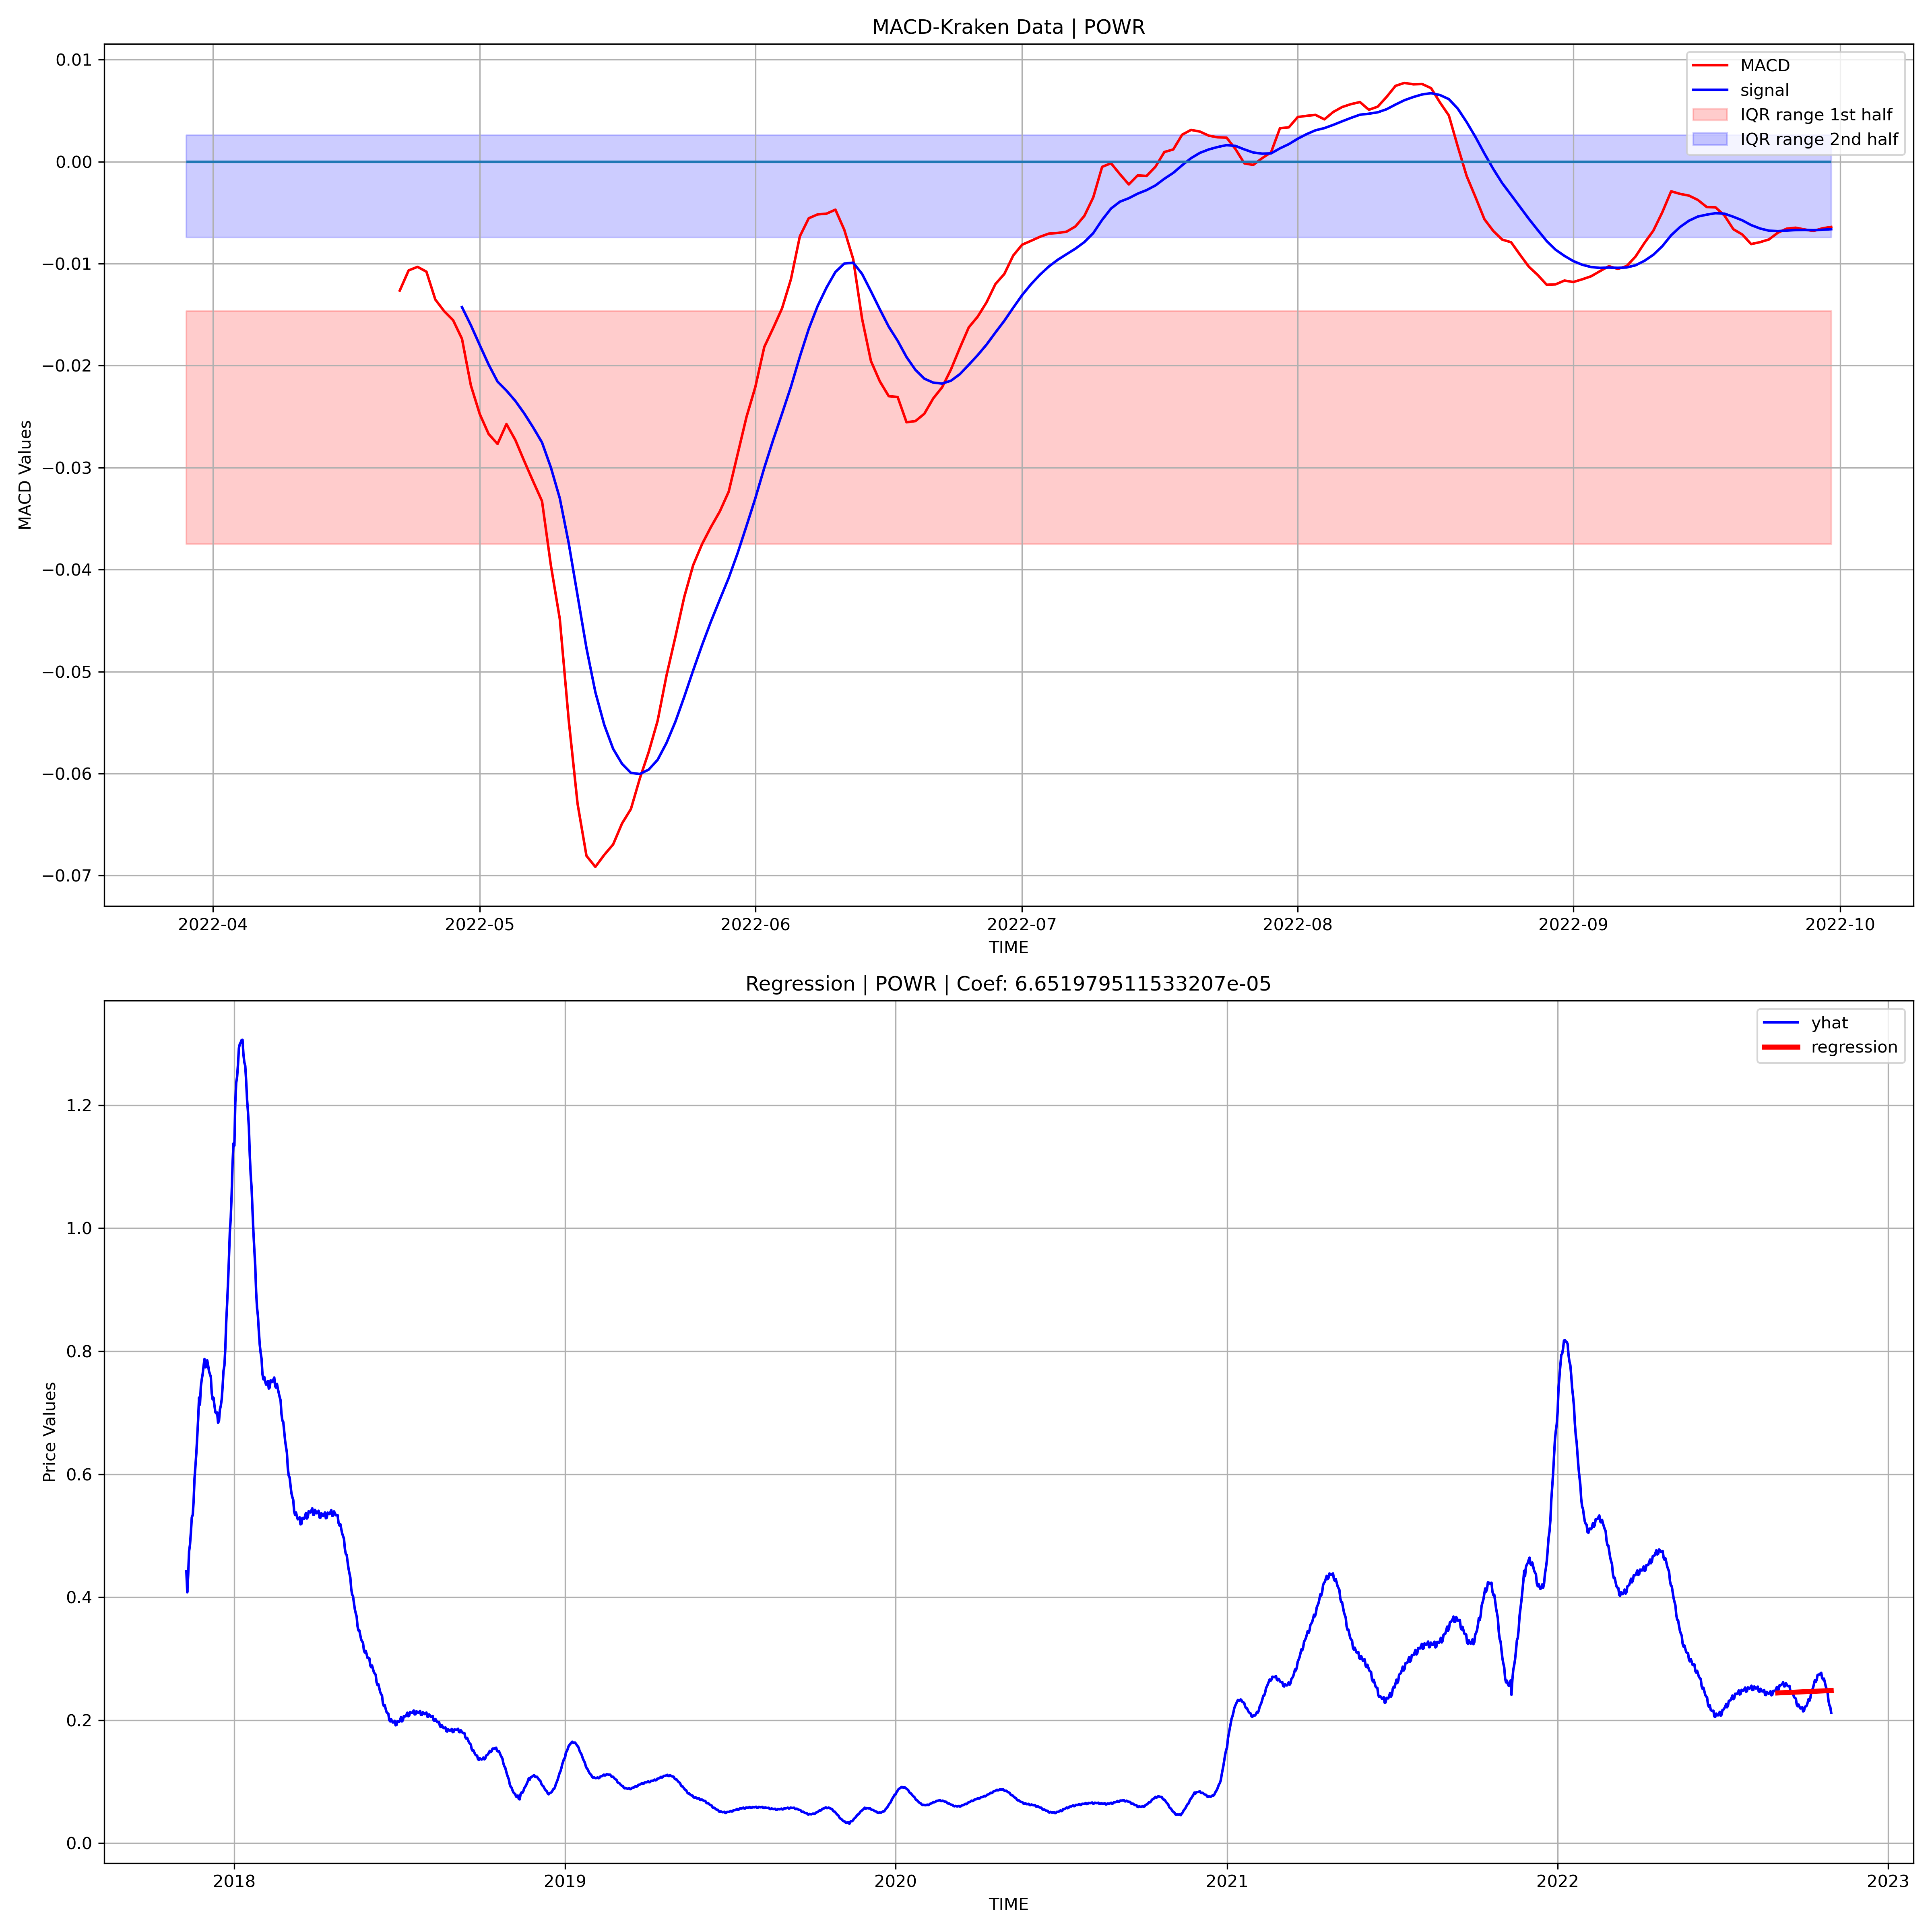 MACD-Kraken Data | POWR
0.01
0.00
−0.01
−0.02
−0.03
−0.04
−0.05
−0.06
−0.07
MACD Values
MACD
signal
IQR range 1st half
IQR range 2nd half
2022-04 2022-05 2022-06 2022-07 2022-08 2022-09 2022-10
TIME
Regression | POWR | Coef: 6.651979511533207e-05
1.2
1.0
0.8
0.6
0.4
0.2
0.0
Price Values
yhat
regression
2018 2019 2020 2021 2022 2023
TIME